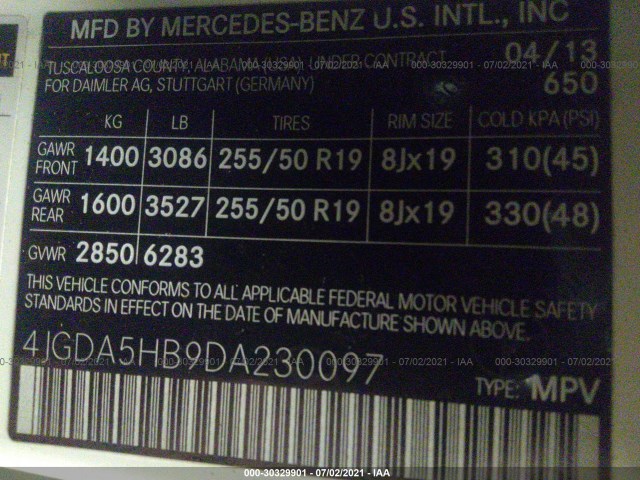 MFD BY MERCEDES-BENZ U.S. INTL., INC
TUSCALOOSA COUNTY, ALABAMA USA, UNDER CONTRACT 04/13
FOR DAIMLER AG, STUTTGART (GERMANY) 650
KG LB TIRES RIM SIZE COLD KPA (PSI)
GAWR FRONT 1400 3086 255/50 R19 8Jx19 310(45)
GAWR REAR 1600 3527 255/50 R19 8Jx19 330(48)
GVWR 2850 6283
THIS VEHICLE CONFORMS TO ALL APPLICABLE FEDERAL MOTOR VEHICLE SAFETY
STANDARDS IN EFFECT ON THE DATE OF MANUFACTURE SHOWN ABOVE.
4JGDA5HB9DA230097
TYPE: MPV
000-30329901 - 07/02/2021 - IAA